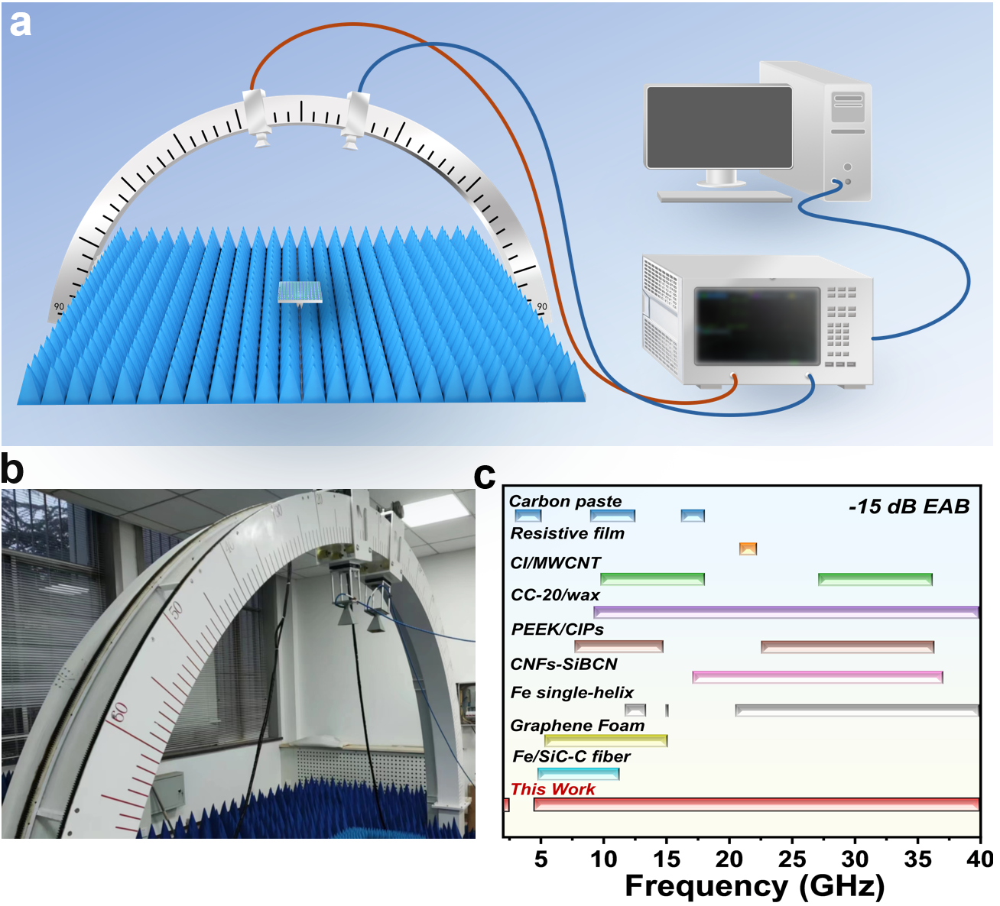 a
90
90
b
50
60
c
-15 dB EAB
Carbon paste
Resistive film
CI/MWCNT
CC-20/wax
PEEK/CIPs
CNFs-SiBCN
Fe single-helix
Graphene Foam
Fe/SiC-C fiber
This Work
5 10 15 20 25 30 35 40
Frequency (GHz)